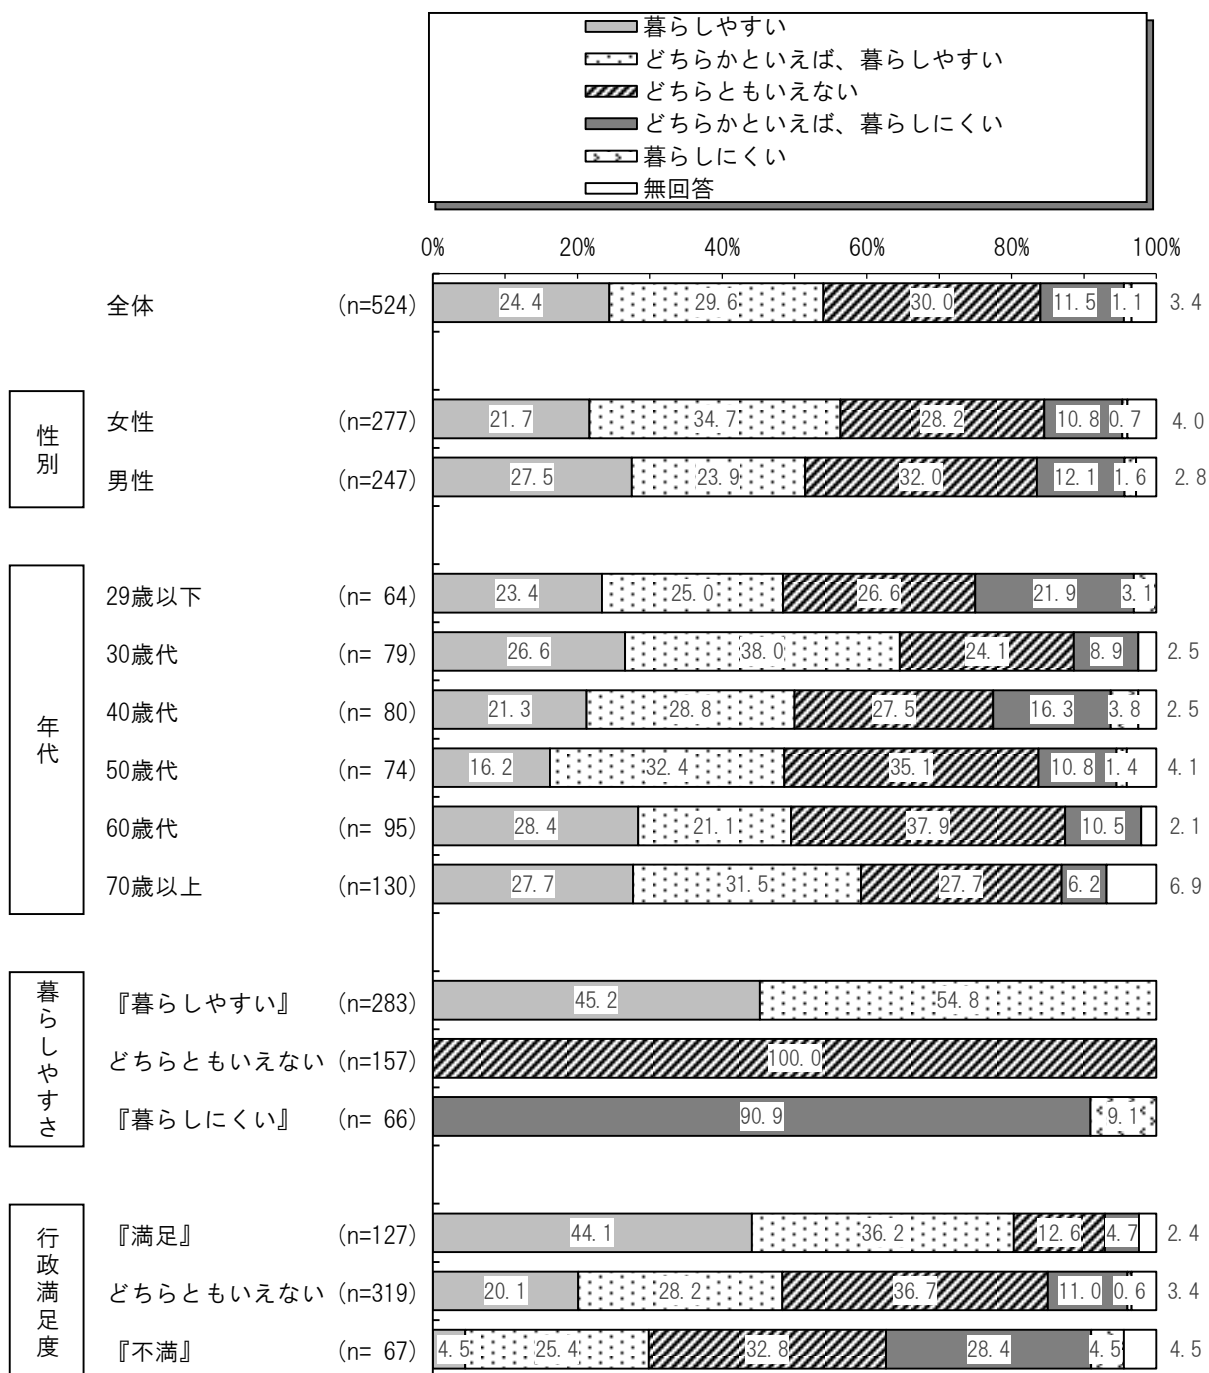 暮らしやすい
どちらかといえば、暮らしやすい
どちらともいえない
どちらかといえば、暮らしにくい
暮らしにくい
無回答
0% 20% 40% 60% 80% 100%
全体 (n=524) 24.4 29.6 30.0 11.5 1.1 3.4
性別
女性 (n=277) 21.7 34.7 28.2 10.8 0.7 4.0
男性 (n=247) 27.5 23.9 32.0 12.1 1.6 2.8
年代
29歳以下 (n= 64) 23.4 25.0 26.6 21.9 3.1
30歳代 (n= 79) 26.6 38.0 24.1 8.9 2.5
40歳代 (n= 80) 21.3 28.8 27.5 16.3 3.8 2.5
50歳代 (n= 74) 16.2 32.4 35.1 10.8 1.4 4.1
60歳代 (n= 95) 28.4 21.1 37.9 10.5 2.1
70歳以上 (n=130) 27.7 31.5 27.7 6.2 6.9
暮らしやすさ
『暮らしやすい』 (n=283) 45.2 54.8
どちらともいえない (n=157) 100.0
『暮らしにくい』 (n= 66) 90.9 9.1
行政満足度
『満足』 (n=127) 44.1 36.2 12.6 4.7 2.4
どちらともいえない (n=319) 20.1 28.2 36.7 11.0 0.6 3.4
『不満』 (n= 67) 4.5 25.4 32.8 28.4 4.5 4.5